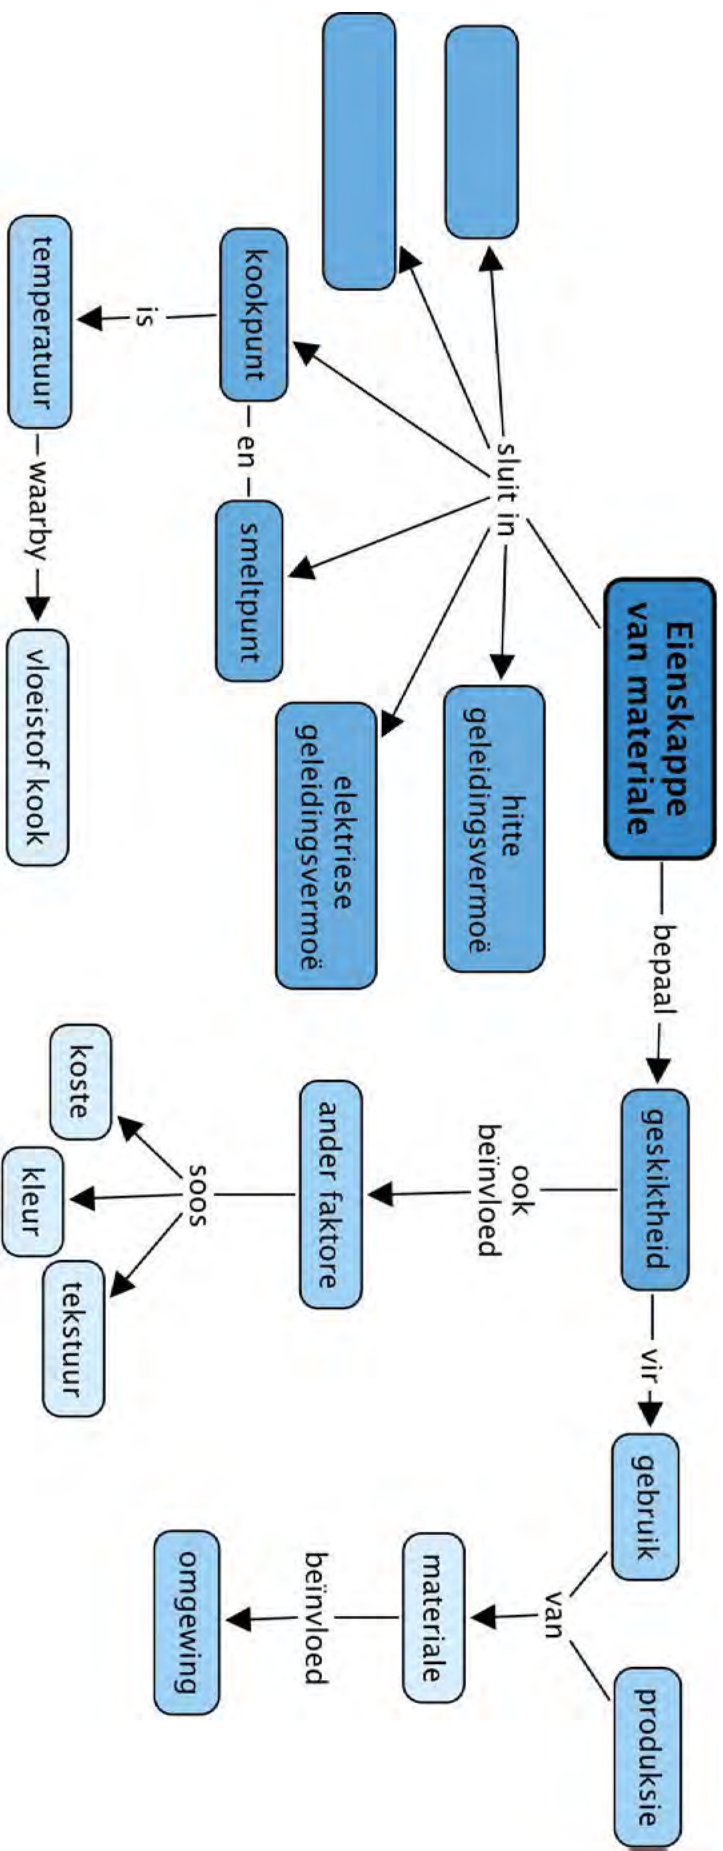 Eienskappe
van materiale
sluit in
hitte
geleidingsvermoë
elektriese
geleidingsvermoë
smeltpunt
en
kookpunt
is
temperatuur
waarby
vloeistof kook
bepaal
geskiktheid
ook
beïnvloed
ander faktore
soos
koste
kleur
tekstuur
vir
gebruik
produksie
van
materiale
beïnvloed
omgewing